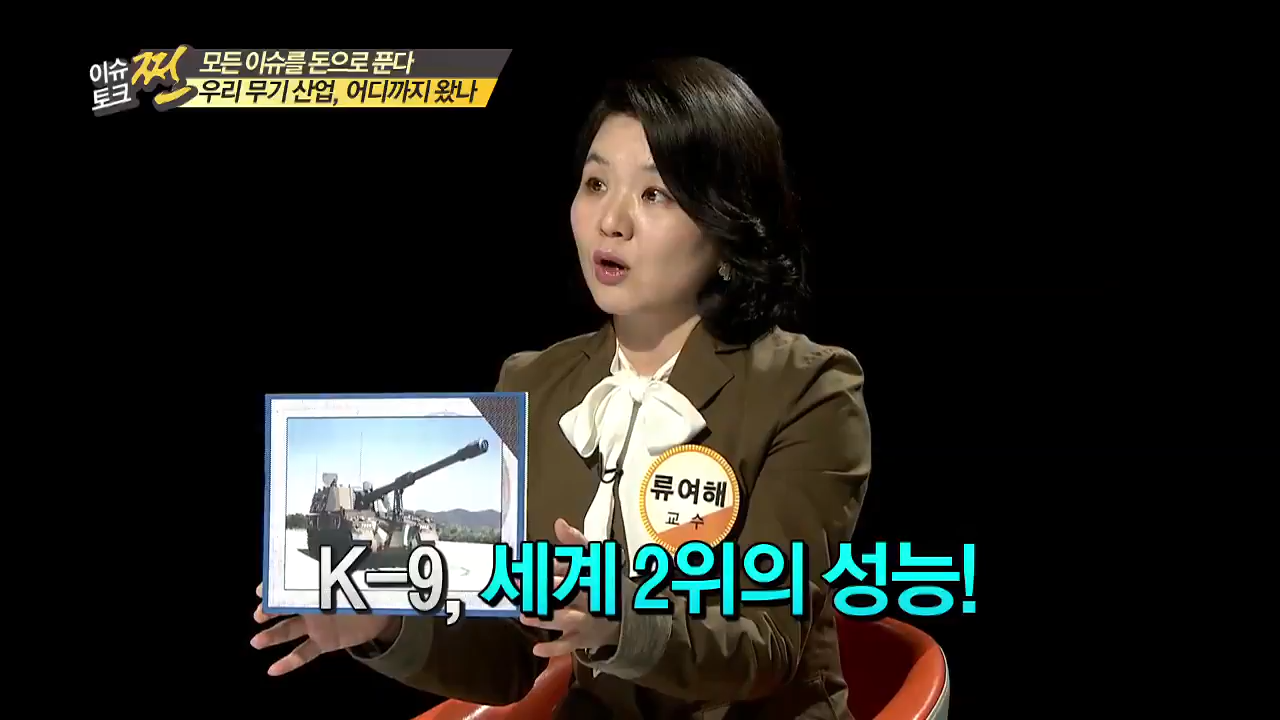 이슈
토크
쩐
모든 이슈를 돈으로 푼다
우리 무기 산업, 어디까지 왔나
류여해
교수
K-9, 세계 2위의 성능!